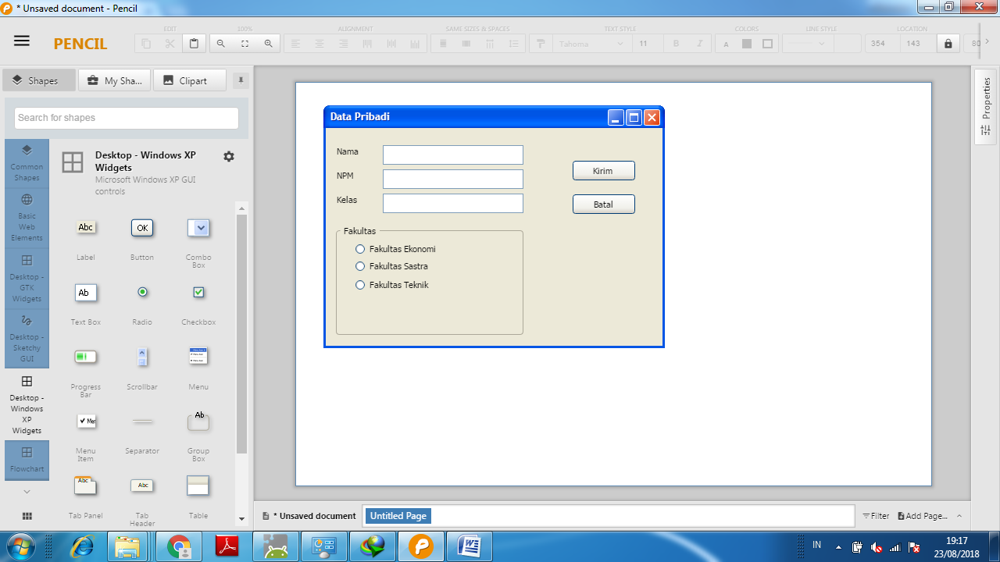 * Unsaved document - Pencil
PENCIL
EDIT
100%
ALIGNMENT
SAME SIZES & SPACES
TEXT STYLE
COLORS
LINE STYLE
LOCATION
Tahoma
11
B
I
A
354
143
80
Shapes
My Sha...
Clipart
Search for shapes
Common
Shapes
Basic
Web
Elements
Desktop -
GTK
Widgets
Desktop -
Sketchy
GUI
Desktop -
Windows
XP
Widgets
Flowchart
Desktop - Windows XP
Widgets
Microsoft Windows XP GUI
controls
Abc
OK
Label
Button
Combo
Box
Ab
Text Box
Radio
Checkbox
Progress
Bar
Scrollbar
Menu
Ab
Menu
Item
Separator
Group
Box
Abc
Abc
Tab Panel
Tab
Header
Table
Data Pribadi
Nama
NPM
Kelas
Kirim
Batal
Fakultas
Fakultas Ekonomi
Fakultas Sastra
Fakultas Teknik
Properties
* Unsaved document
Untitled Page
Filter
Add Page...
IN
19:17
23/08/2018